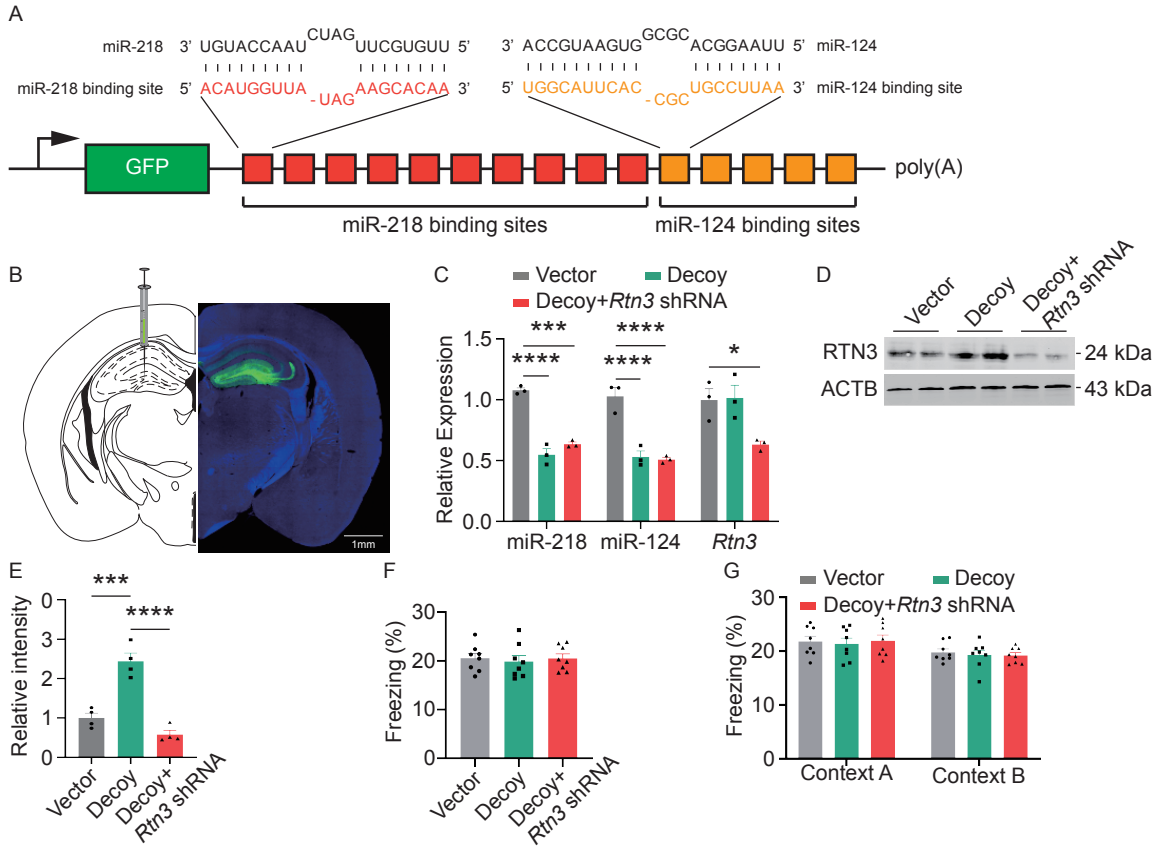 A
miR-218 3' UGUACCAAU CUAG UUCGUGUU 5' 3' ACCGUAAGUG GCGC ACGGAAUU 5' miR-124
miR-218 binding site 5' ACAUGGUUA -UAG AAGCACAA 3' 5' UGGCAUUCAC -CGC UGCCUUAA 3' miR-124 binding site
GFP poly(A)
miR-218 binding sites miR-124 binding sites
B
1mm
C
Vector Decoy
Decoy+Rtn3 shRNA
Relative Expression
1.5
1.0
0.5
0.0
*** **** *
**** ****
miR-218 miR-124 Rtn3
D
Vector Decoy Decoy+
Rtn3 shRNA
RTN3 - 24 kDa
ACTB - 43 kDa
E
Relative intensity
0
3
2
1
0
***
****
Vector Decoy Decoy+
Rtn3 shRNA
F
Freezing (%)
30
20
10
0
Vector Decoy Decoy+
Rtn3 shRNA
G
Vector Decoy
Decoy+Rtn3 shRNA
Freezing (%)
30
20
10
0
Context A Context B